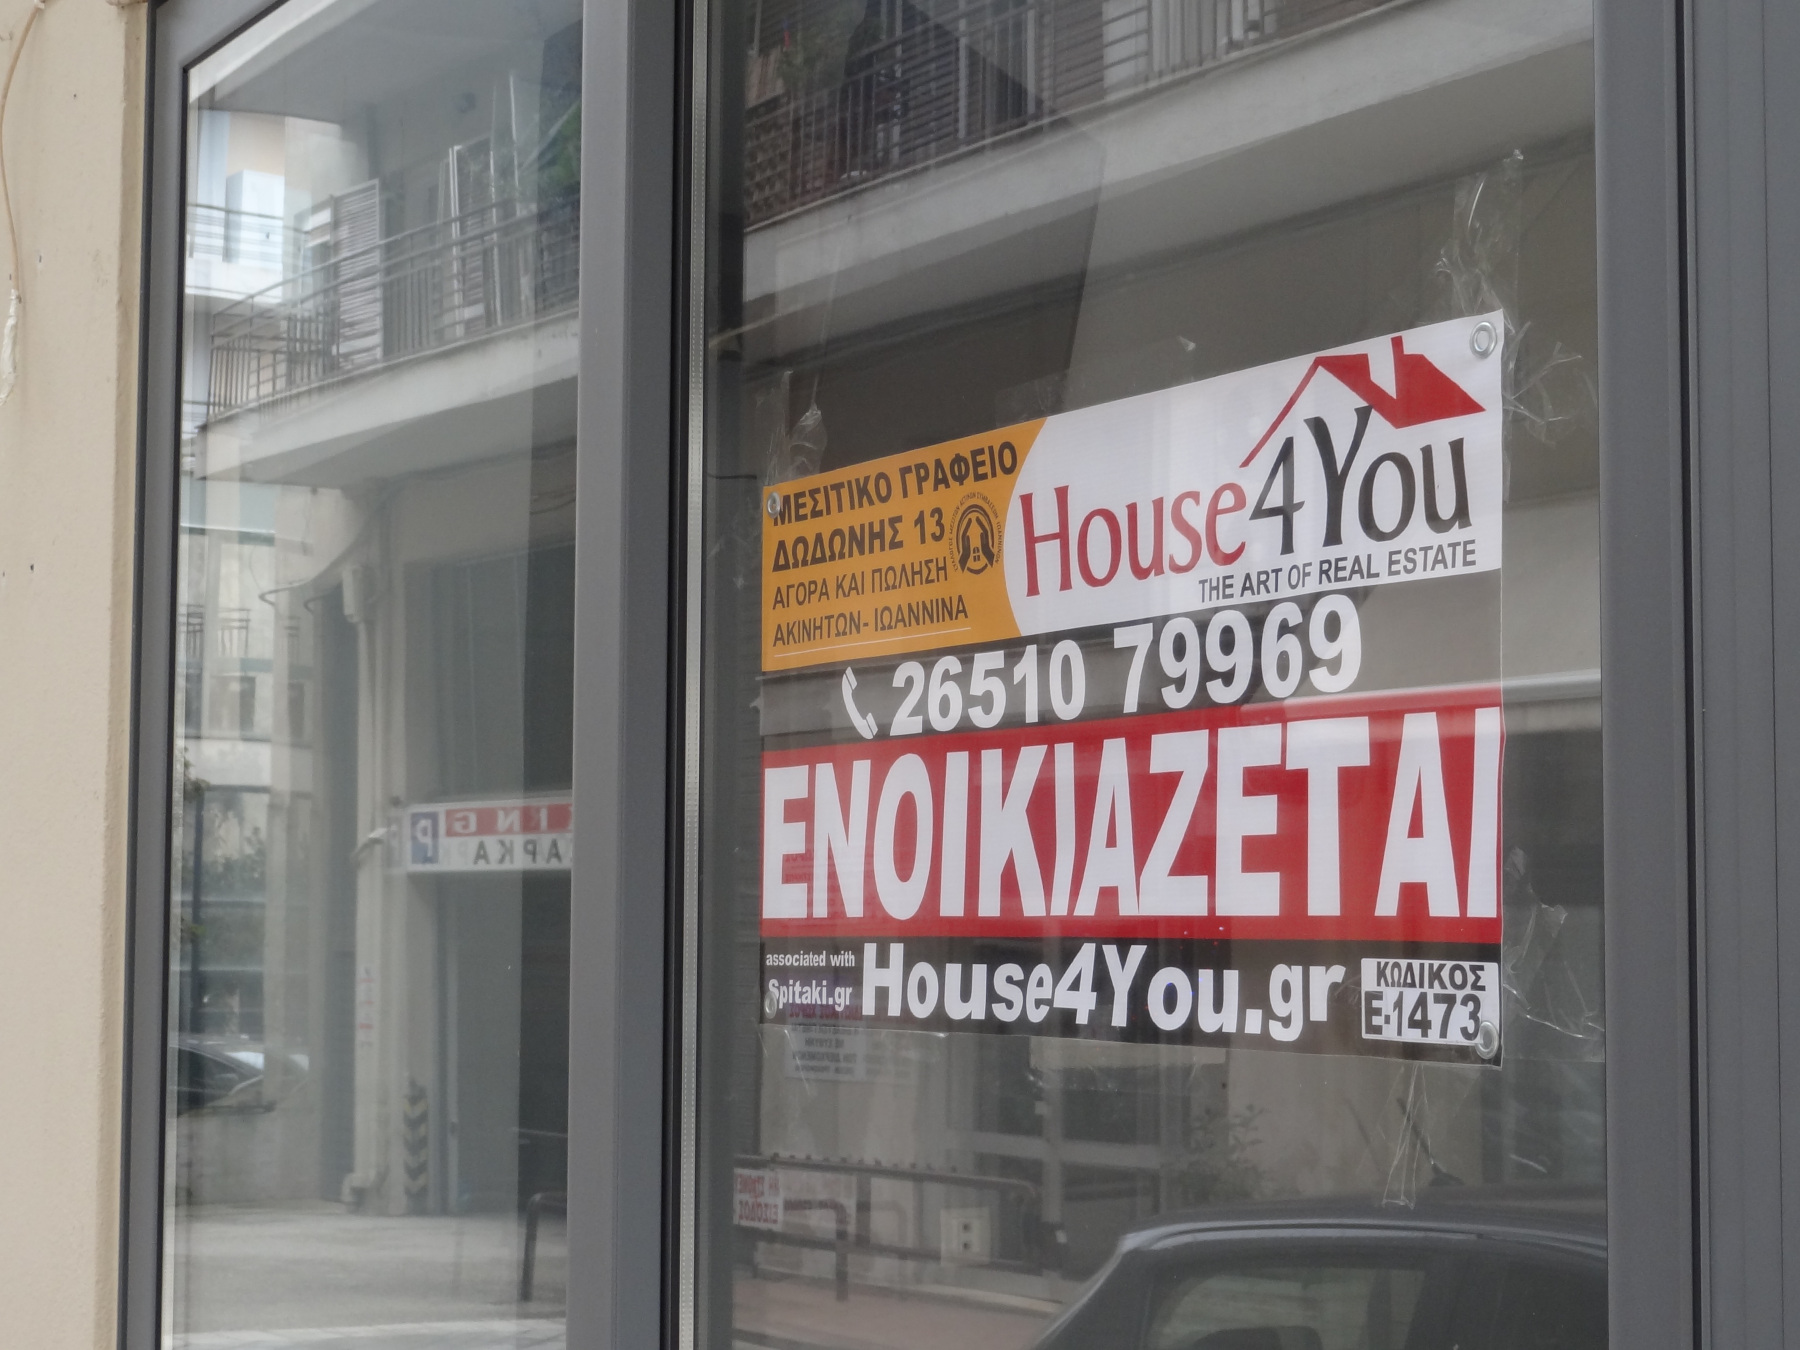 ΜΕΣΙΤΙΚΟ ΓΡΑΦΕΙΟ
ΔΩΔΩΝΗΣ 13
ΑΓΟΡΑ ΚΑΙ ΠΩΛΗΣΗ
ΑΚΙΝΗΤΩΝ- ΙΩΑΝΝΙΝΑ
House4You
THE ART OF REAL ESTATE
26510 79969
ΕΝΟΙΚΙΑΖΕΤΑΙ
associated with
Spitaki.gr
House4You.gr
ΚΩΔΙΚΟΣ
E-1473